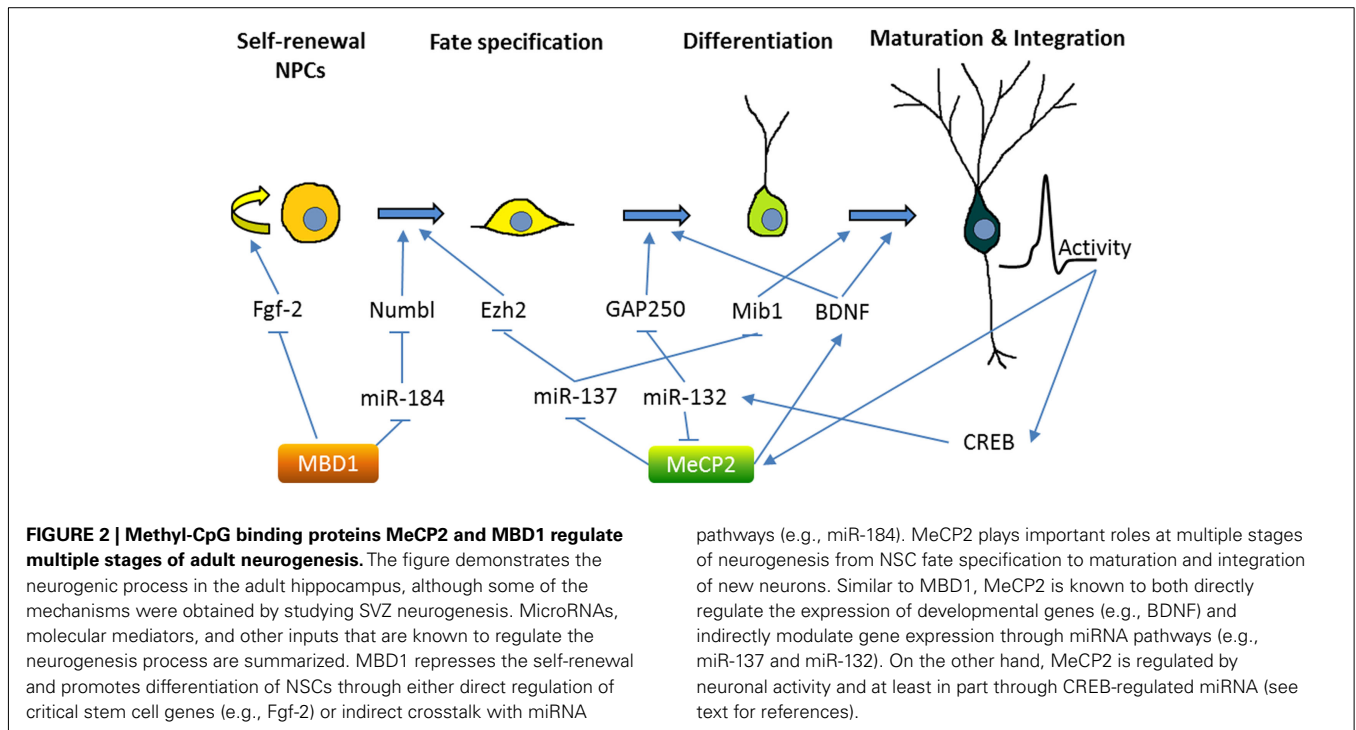 Self-renewal
NPCs
Fate specification
Differentiation
Maturation & Integration
Activity
Fgf-2
Numbl
Ezh2
GAP250
Mib1
BDNF
miR-184
miR-137
miR-132
CREB
MBD1
MeCP2
FIGURE 2 | Methyl-CpG binding proteins MeCP2 and MBD1 regulate
multiple stages of adult neurogenesis. The figure demonstrates the
neurogenic process in the adult hippocampus, although some of the
mechanisms were obtained by studying SVZ neurogenesis. MicroRNAs,
molecular mediators, and other inputs that are known to regulate the
neurogenesis process are summarized. MBD1 represses the self-renewal
and promotes differentiation of NSCs through either direct regulation of
critical stem cell genes (e.g., Fgf-2) or indirect crosstalk with miRNA
pathways (e.g., miR-184). MeCP2 plays important roles at multiple stages
of neurogenesis from NSC fate specification to maturation and integration
of new neurons. Similar to MBD1, MeCP2 is known to both directly
regulate the expression of developmental genes (e.g., BDNF) and
indirectly modulate gene expression through miRNA pathways (e.g.,
miR-137 and miR-132). On the other hand, MeCP2 is regulated by
neuronal activity and at least in part through CREB-regulated miRNA (see
text for references).